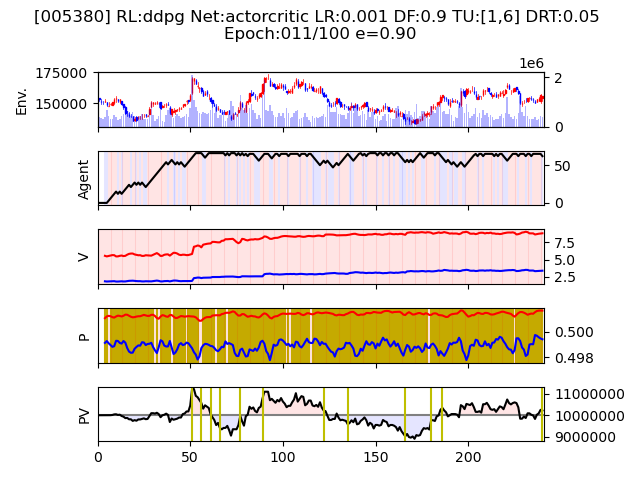 [005380] RL:ddpg Net:actorcritic LR:0.001 DF:0.9 TU:[1,6] DRT:0.05
Epoch:011/100 e=0.90
1e6
175000
150000
Env.
2
0
Agent
50
0
V
7.5
5.0
2.5
P
0.500
0.498
PV
11000000
10000000
9000000
0
50
100
150
200